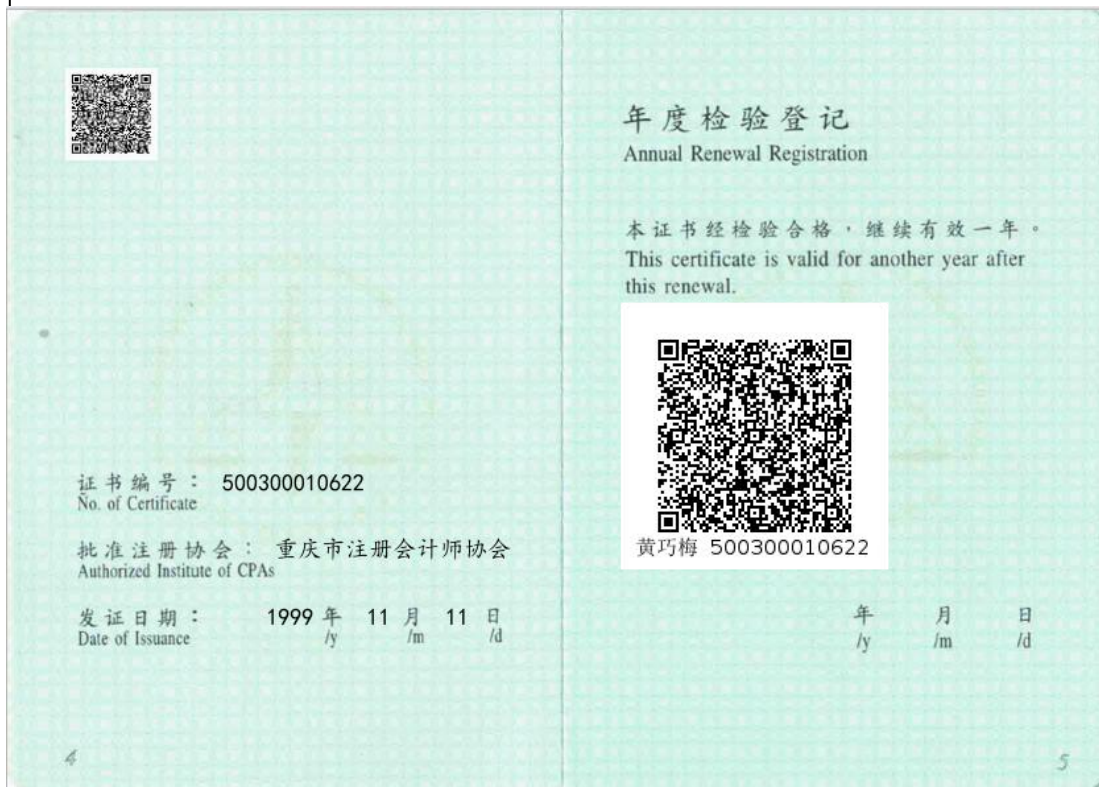 证书编号： 500300010622
No. of Certificate
批准注册协会： 重庆市注册会计师协会
Authorized Institute of CPAs
发证日期： 1999 年 11 月 11 日
Date of Issuance /y /m /d
4
年度检验登记
Annual Renewal Registration
本证书经检验合格，继续有效一年。
This certificate is valid for another year after
this renewal.
黄巧梅 500300010622
年 月 日
/y /m /d
5